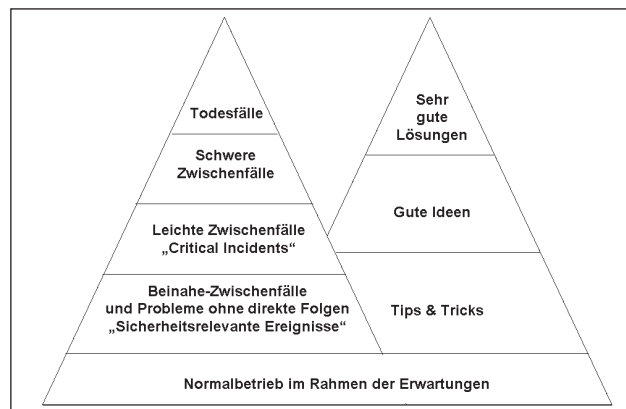 Todesfälle
Schwere
Zwischenfälle
Leichte Zwischenfälle
„Critical Incidents“
Beinahe-Zwischenfälle
und Probleme ohne direkte Folgen
„Sicherheitsrelevante Ereignisse“
Sehr
gute
Lösungen
Gute Ideen
Tips & Tricks
Normalbetrieb im Rahmen der Erwartungen